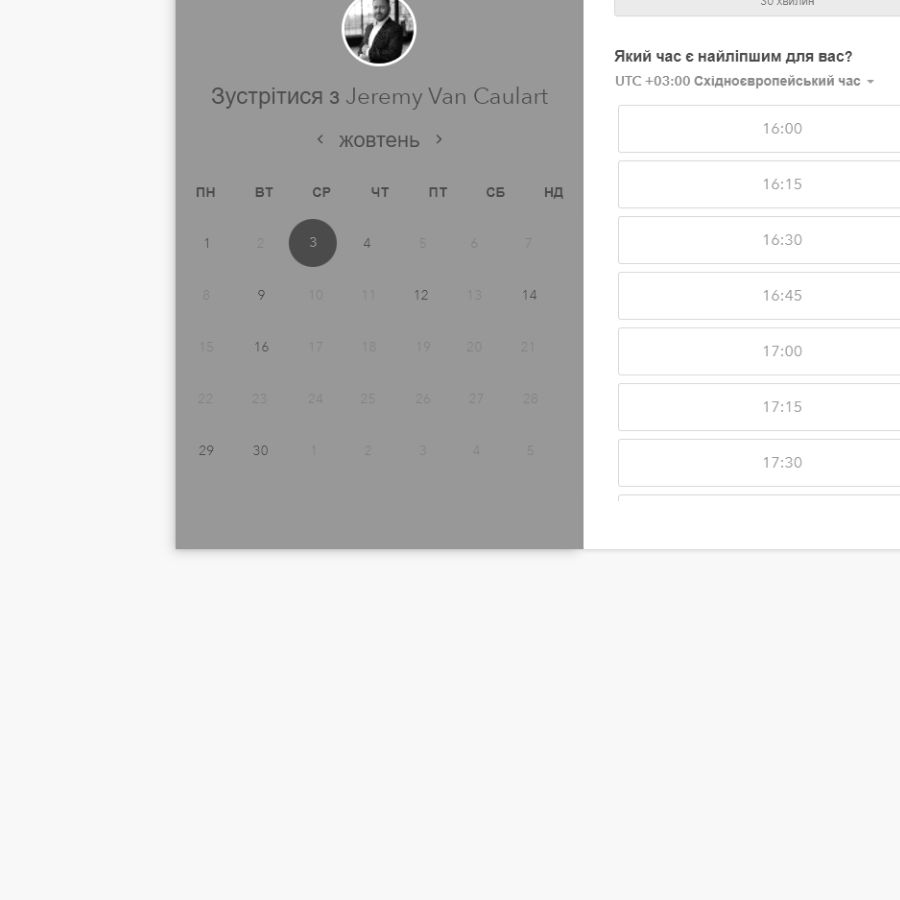 Зустрітися з Jeremy Van Caulart
жовтень
ПН ВТ СР ЧТ ПТ СБ НД
1 2 3 4 5 6 7
8 9 10 11 12 13 14
15 16 17 18 19 20 21
22 23 24 25 26 27 28
29 30 1 2 3 4 5
30 хвилин
Який час є найліпшим для вас?
UTC +03:00 Східноєвропейський час
16:00
16:15
16:30
16:45
17:00
17:15
17:30